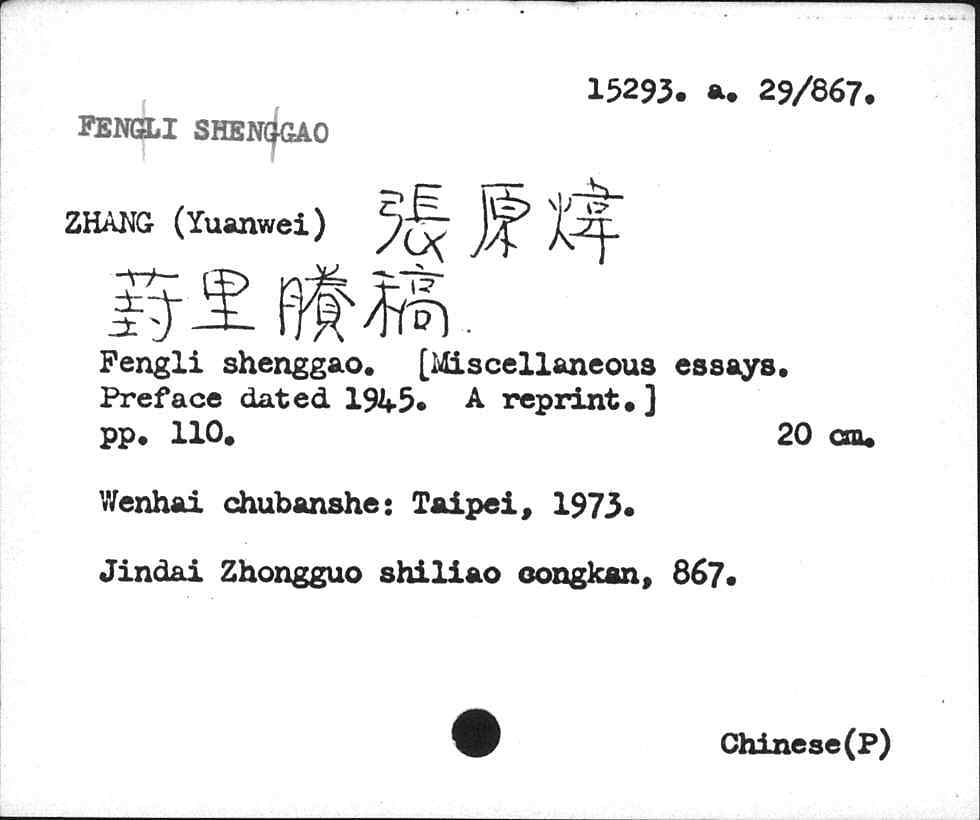 15293. a. 29/867.
FENGLI SHENGGAO
ZHANG (Yuanwei) 張原煒
葑里賸稿.
Fengli shenggao. [Miscellaneous essays.
Preface dated 1945. A reprint.]
pp. 110. 20 cm.
Wenhai chubanshe: Taipei, 1973.
Jindai Zhongguo shiliao congkan, 867.
Chinese(P)